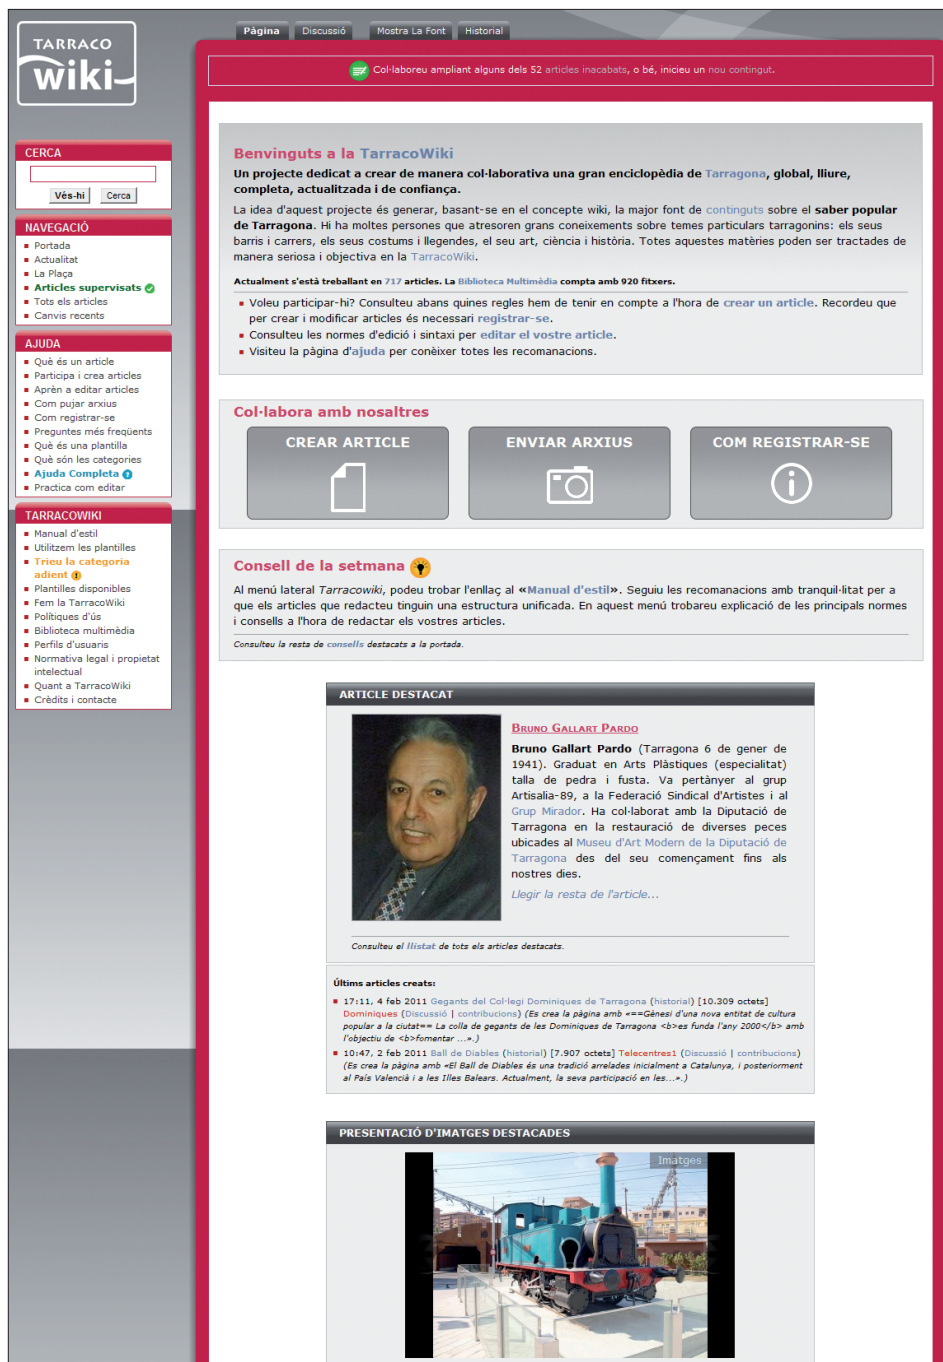 TARRACO
wiki
Pàgina Discussió Mostra La Font Historial
Col·laboreu ampliant alguns dels 52 articles inacabats, o bé, inicieu un nou contingut.
CERCA
Vés-hi Cerca
NAVEGACIÓ
Portada
Actualitat
La Plaça
Articles supervisats
Tots els articles
Canvis recents
AJUDA
Què és un article
Participa i crea articles
Aprèn a editar articles
Com pujar arxius
Com registrar-se
Preguntes més freqüents
Què és una plantilla
Què són les categories
Ajuda Completa
Practica com editar
TARRACOWIKI
Manual d'estil
Utilitzem les plantilles
Trieu la categoria
adient
Plantilles disponibles
Fem la TarracoWiki
Polítiques d'ús
Biblioteca multimèdia
Perfils d'usuaris
Normativa legal i propietat
intelectual
Quant a TarracoWiki
Crèdits i contacte
Benvinguts a la TarracoWiki
Un projecte dedicat a crear de manera col·laborativa una gran enciclopèdia de Tarragona, global, lliure,
completa, actualitzada i de confiança.
La idea d'aquest projecte és generar, basant-se en el concepte wiki, la major font de continguts sobre el saber popular
de Tarragona. Hi ha moltes persones que atresoren grans coneixements sobre temes particulars tarragonins: els seus
barris i carrers, els seus costums i llegendes, el seu art, ciència i història. Totes aquestes matèries poden ser tractades de
manera seriosa i objectiva en la TarracoWiki.
Actualment s'està treballant en 717 articles. La Biblioteca Multimèdia compta amb 920 fitxers.
Voleu participar-hi? Consulteu abans quines regles hem de tenir en compte a l'hora de crear un article. Recordeu que
per crear i modificar articles és necessari registrar-se.
Consulteu les normes d'edició i sintaxi per editar el vostre article.
Visiteu la pàgina d'ajuda per conèixer totes les recomanacions.
Col·labora amb nosaltres
CREAR ARTICLE ENVIAR ARXIUS COM REGISTRAR-SE
Consell de la setmana
Al menú lateral Tarracowiki, podeu trobar l'enllaç al «Manual d'estil». Seguiu les recomanacions amb tranquil·litat per a
que els articles que redacteu tinguin una estructura unificada. En aquest menú trobareu explicació de les principals normes
i consells a l'hora de redactar els vostres articles.
Consulteu la resta de consells destacats a la portada.
ARTICLE DESTACAT
BRUNO GALLART PARDO
Bruno Gallart Pardo (Tarragona 6 de gener de
1941). Graduat en Arts Plàstiques (especialitat)
talla de pedra i fusta. Va pertànyer al grup
Artisalia-89, a la Federació Sindical d'Artistes i al
Grup Mirador. Ha col·laborat amb la Diputació de
Tarragona en la restauració de diverses peces
ubicades al Museu d'Art Modern de la Diputació de
Tarragona des del seu començament fins als
nostres dies.
Llegir la resta de l'article...
Consulteu el llistat de tots els articles destacats.
Últims articles creats:
17:11, 4 feb 2011 Gegants del Col·legi Dominiques de Tarragona (historial) [10.309 octets]
Dominiques (Discussió | contribucions) (Es crea la pàgina amb «==Gènesi d'una nova entitat de cultura
popular a la ciutat== La colla de gegants de les Dominiques de Tarragona <b>es funda l'any 2000</b> amb
l'objectiu de <b>fomentar ...».)
10:47, 2 feb 2011 Ball de Diables (historial) [7.907 octets] Telecentres1 (Discussió | contribucions)
(Es crea la pàgina amb «El Ball de Diables és una tradició arrelades inicialment a Catalunya, i posteriorment
al País Valencià i a les Illes Balears. Actualment, la seva participació en les...».)
PRESENTACIÓ D'IMATGES DESTACADES
Imatges